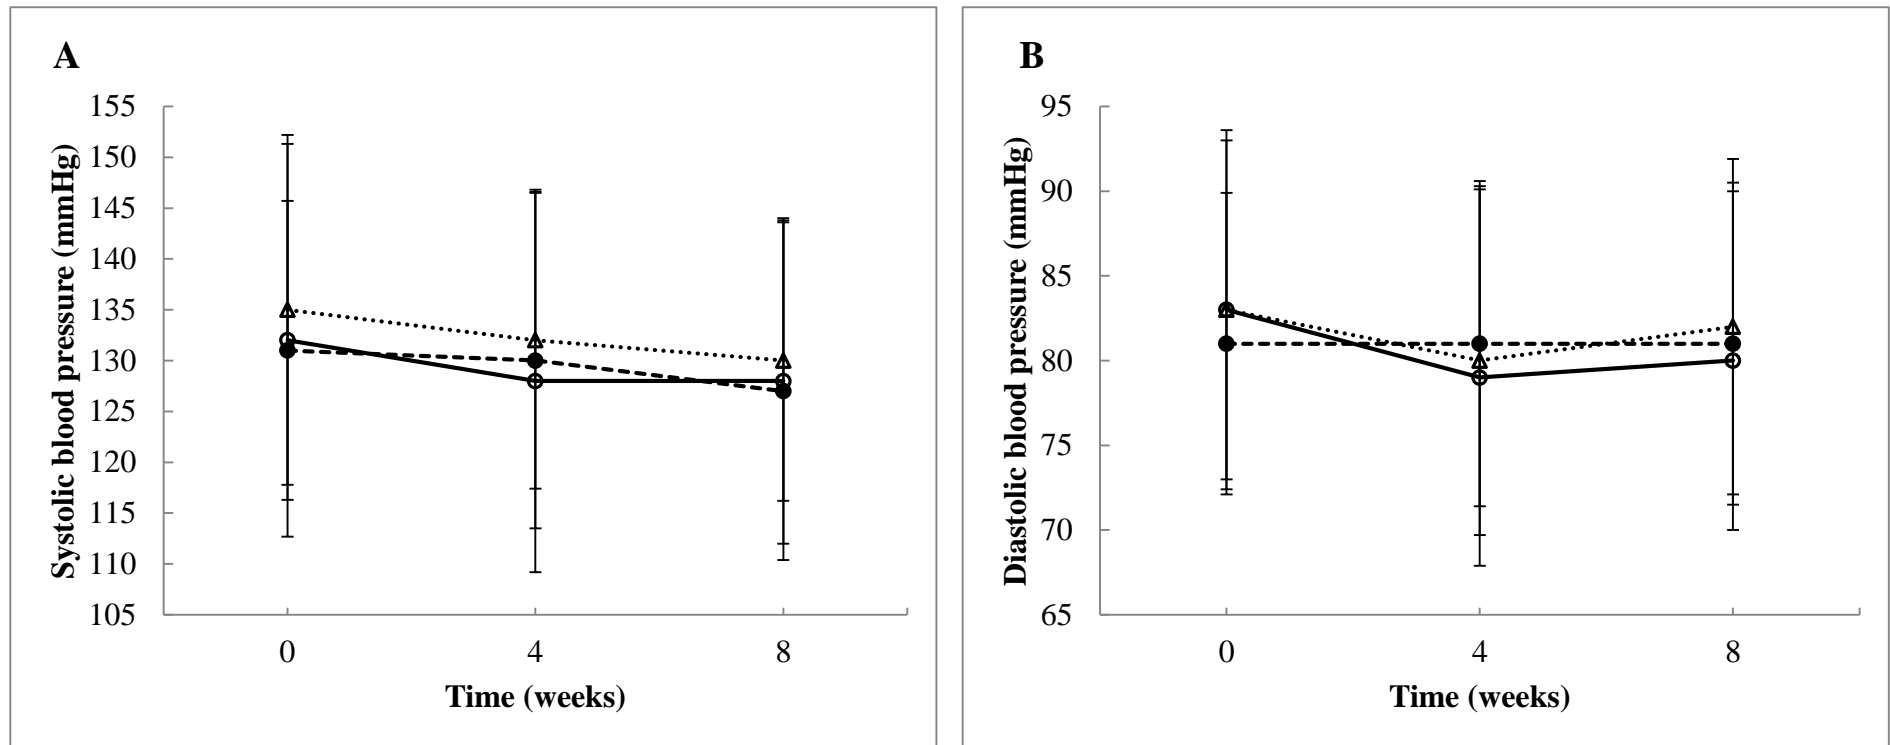 A
Systolic blood pressure (mmHg)
155
150
145
140
135
130
125
120
115
110
105
0 4 8
Time (weeks)
B
Diastolic blood pressure (mmHg)
95
90
85
80
75
70
65
0 4 8
Time (weeks)